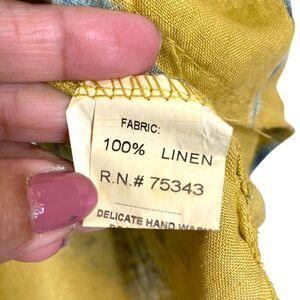 FABRIC:
100% LINEN
R.N.# 75343
DELICATE HAND WASH